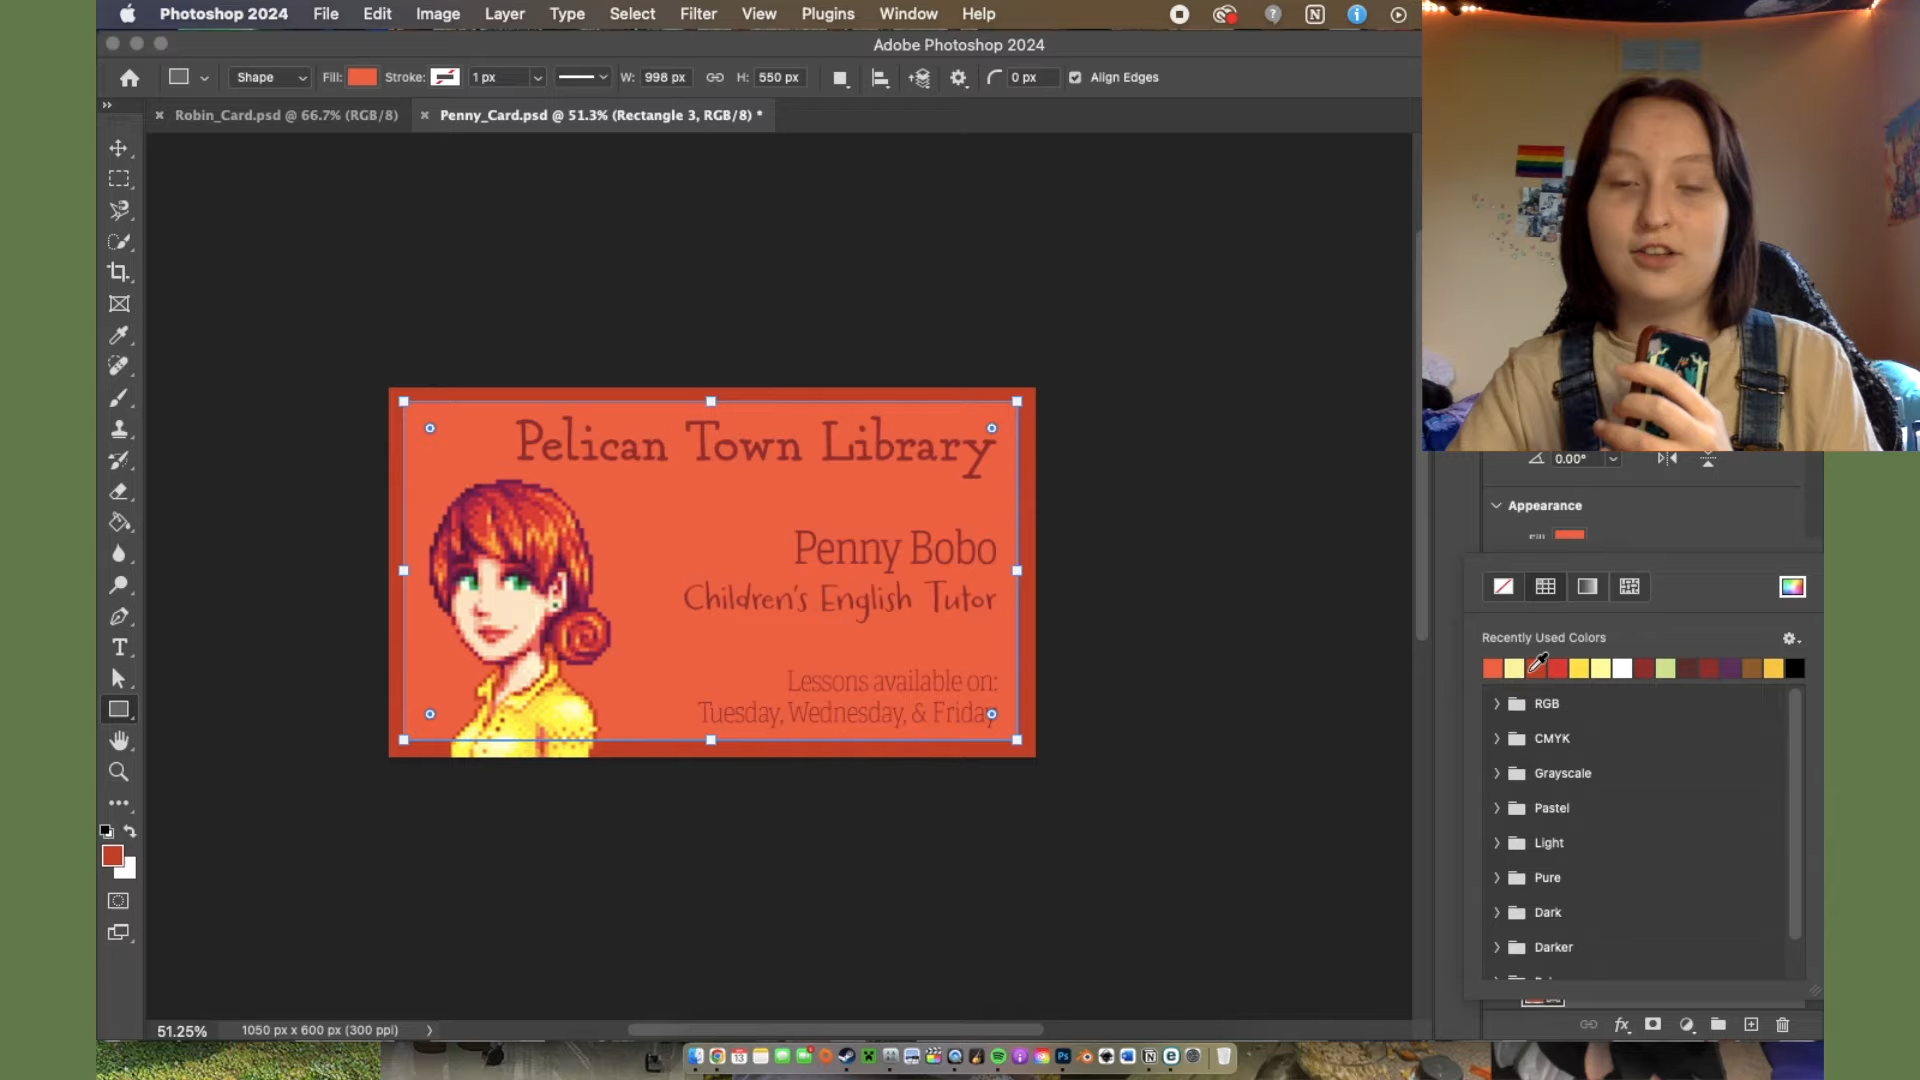 Photoshop 2024 File Edit Image Layer Type Select Filter View Plugins Window Help
Adobe Photoshop 2024
Shape Fill: Stroke: 1 px W: 998 px H: 550 px 0 px Align Edges
Robin_Card.psd @ 66.7% (RGB/8)
Penny_Card.psd @ 51.3% (Rectangle 3, RGB/8) *
Pelican Town Library
Penny Bobo
Children's English Tutor
Lessons available on:
Tuesday, Wednesday, & Friday
0.00°
Appearance
Recently Used Colors
RGB
CMYK
Grayscale
Pastel
Light
Pure
Dark
Darker
51.25% 1050 px x 600 px (300 ppi)